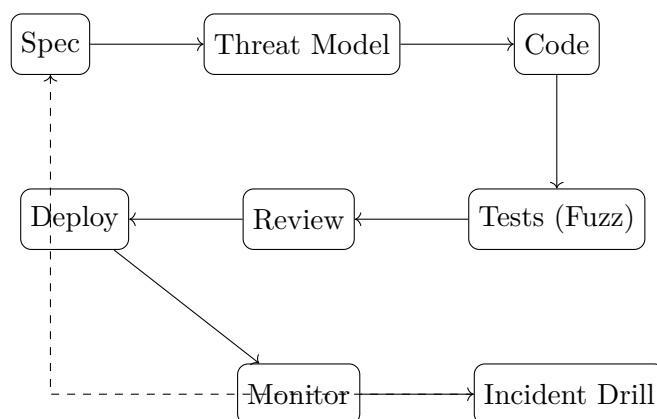 Spec
Threat Model
Code
Deploy
Review
Tests (Fuzz)
Monitor
Incident Drill